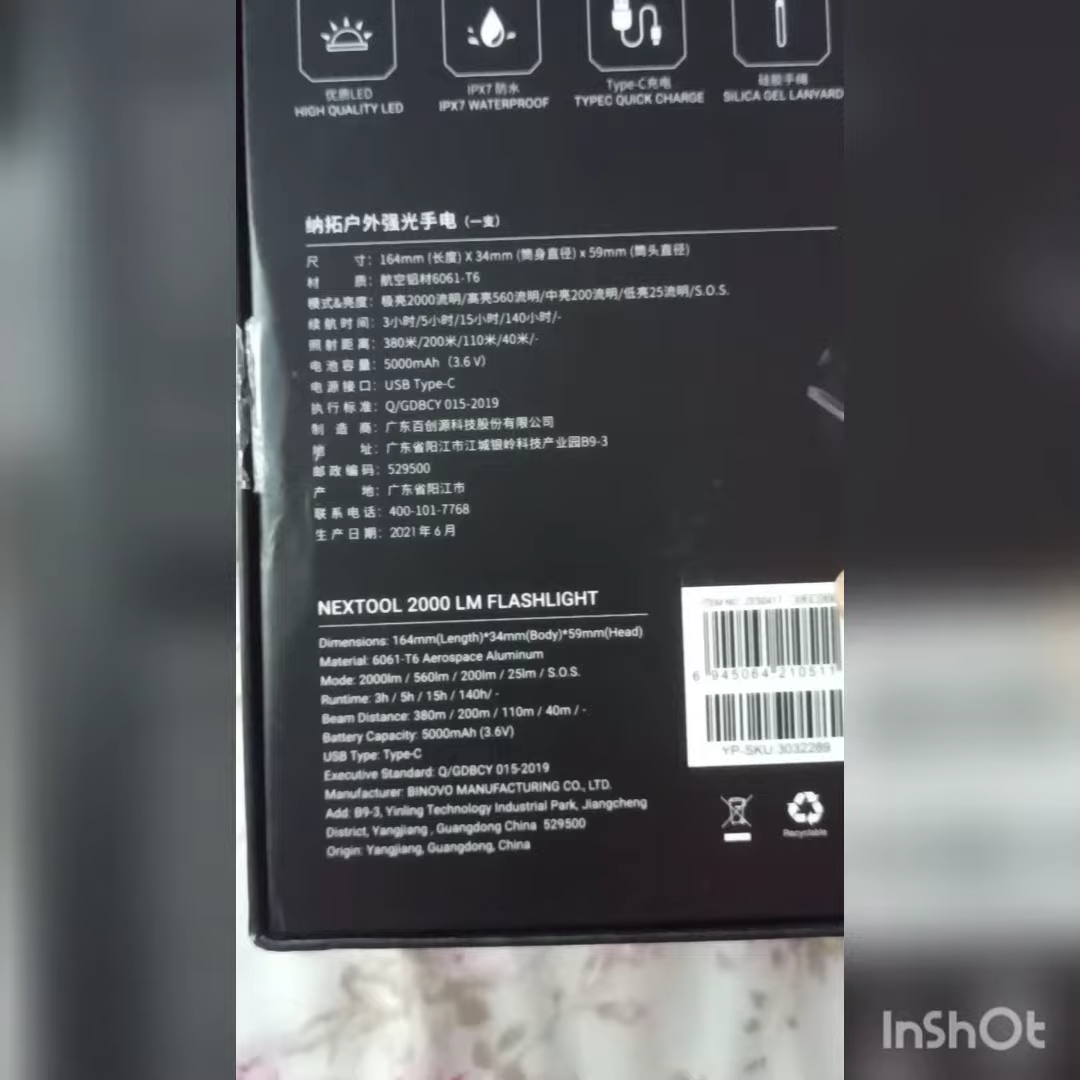 优质LED
HIGH QUALITY LED
IPX7 防水
IPX7 WATERPROOF
Type-C充电
TYPEC QUICK CHARGE
硅胶手绳
SILICA GEL LANYARD
纳拓户外强光手电 (一支)
尺 寸: 164mm (长度) X 34mm (筒身直径) x 59mm (筒头直径)
材 质: 航空铝材6061-T6
模式&亮度: 极亮2000流明/高亮560流明/中亮200流明/低亮25流明/S.O.S.
续航时间: 3小时/5小时/15小时/140小时/-
照射距离: 380米/200米/110米/40米/-
电池容量: 5000mAh (3.6 V)
电源接口: USB Type-C
执行标准: Q/GDBCY 015-2019
制造商: 广东百创源科技股份有限公司
地 址: 广东省阳江市江城银岭科技产业园B9-3
邮政编码: 529500
产 地: 广东省阳江市
联系电话: 400-101-7768
生产日期: 2021年6月
NEXTOOL 2000 LM FLASHLIGHT
Dimensions: 164mm(Length)*34mm(Body)*59mm(Head)
Material: 6061-T6 Aerospace Aluminum
Mode: 2000lm / 560lm / 200lm / 25lm / S.O.S.
Runtime: 3h / 5h / 15h / 140h/ -
Beam Distance: 380m / 200m / 110m / 40m / -
Battery Capacity: 5000mAh (3.6V)
USB Type: Type-C
Executive Standard: Q/GDBCY 015-2019
Manufacturer: BINOVO MANUFACTURING CO., LTD.
Add: B9-3, Yinling Technology Industrial Park, Jiangcheng
District, Yangjiang , Guangdong China 529500
Origin: Yangjiang, Guangdong, China
ITEM NO.:
6 945064 210511
YP-SKU 3032289
Recyclable
InShOt